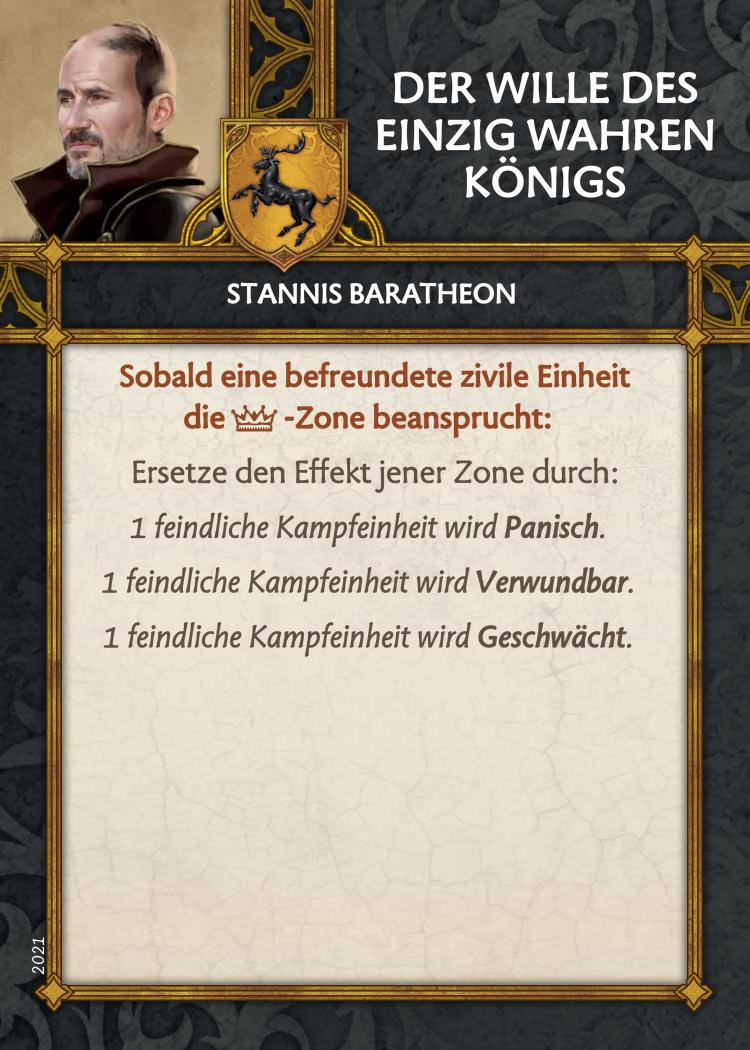 DER WILLE DES
EINZIG WAHREN
KÖNIGS
STANNIS BARATHEON
Sobald eine befreundete zivile Einheit
die -Zone beansprucht:
Ersetze den Effekt jener Zone durch:
1 feindliche Kampfeinheit wird Panisch.
1 feindliche Kampfeinheit wird Verwundbar.
1 feindliche Kampfeinheit wird Geschwächt.
2021